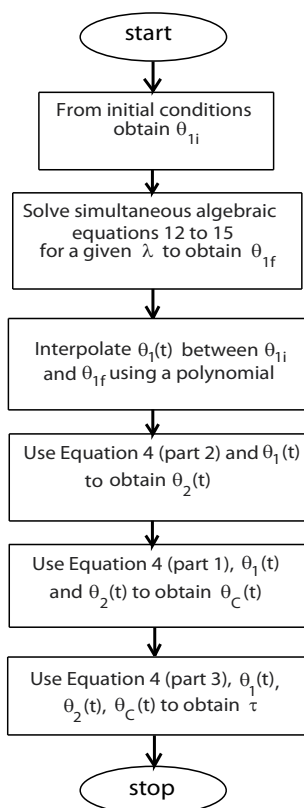 start
From initial conditions
obtain θ1i
Solve simultaneous algebraic
equations 12 to 15
for a given λ to obtain θ1f
Interpolate θ1(t) between θ1i
and θ1f using a polynomial
Use Equation 4 (part 2) and θ1(t)
to obtain θ2(t)
Use Equation 4 (part 1), θ1(t)
and θ2(t) to obtain θC(t)
Use Equation 4 (part 3), θ1(t),
θ2(t), θC(t) to obtain τ
stop